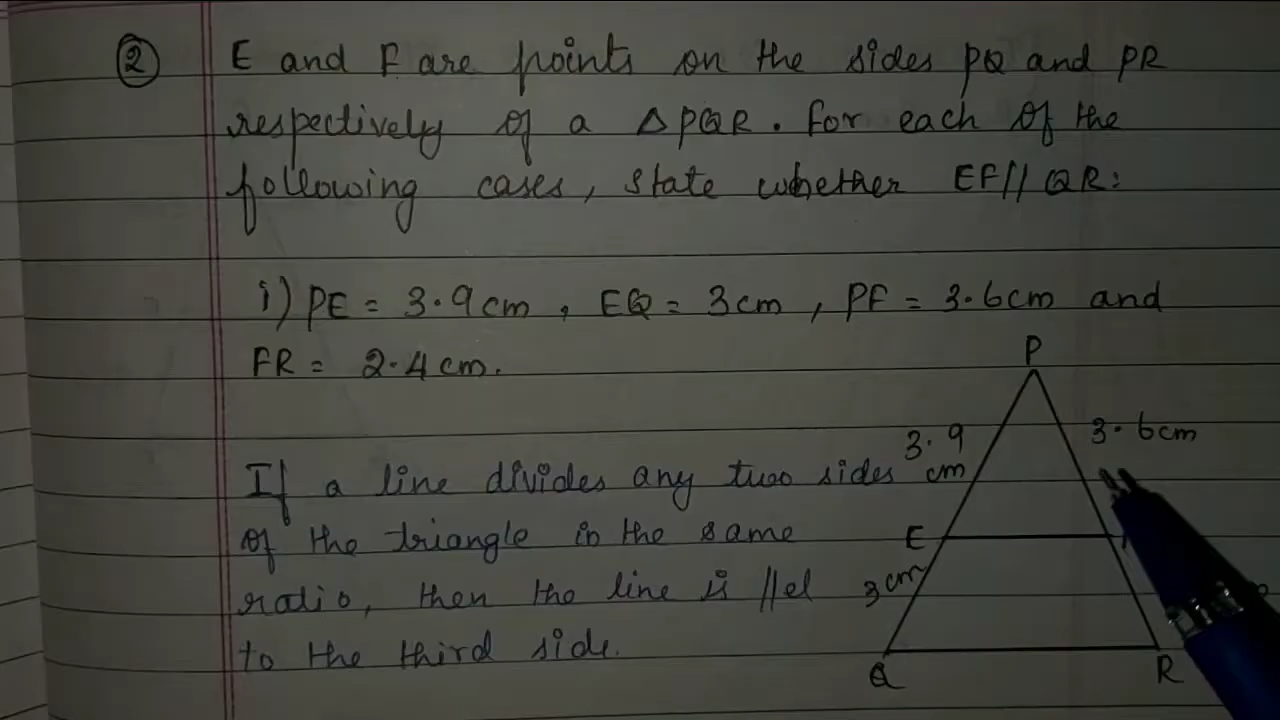 ② E and F are points on the sides PQ and PR
respectively of a △PQR. For each of the
following cases, state whether EF//QR:
i) PE = 3.9cm, EQ = 3cm, PF = 3.6cm and
FR = 2.4cm.
If a line divides any two sides
of the triangle in the same
ratio, then the line is //el
to the third side.
P
3.9
cm
3.6cm
E
3cm
Q
R